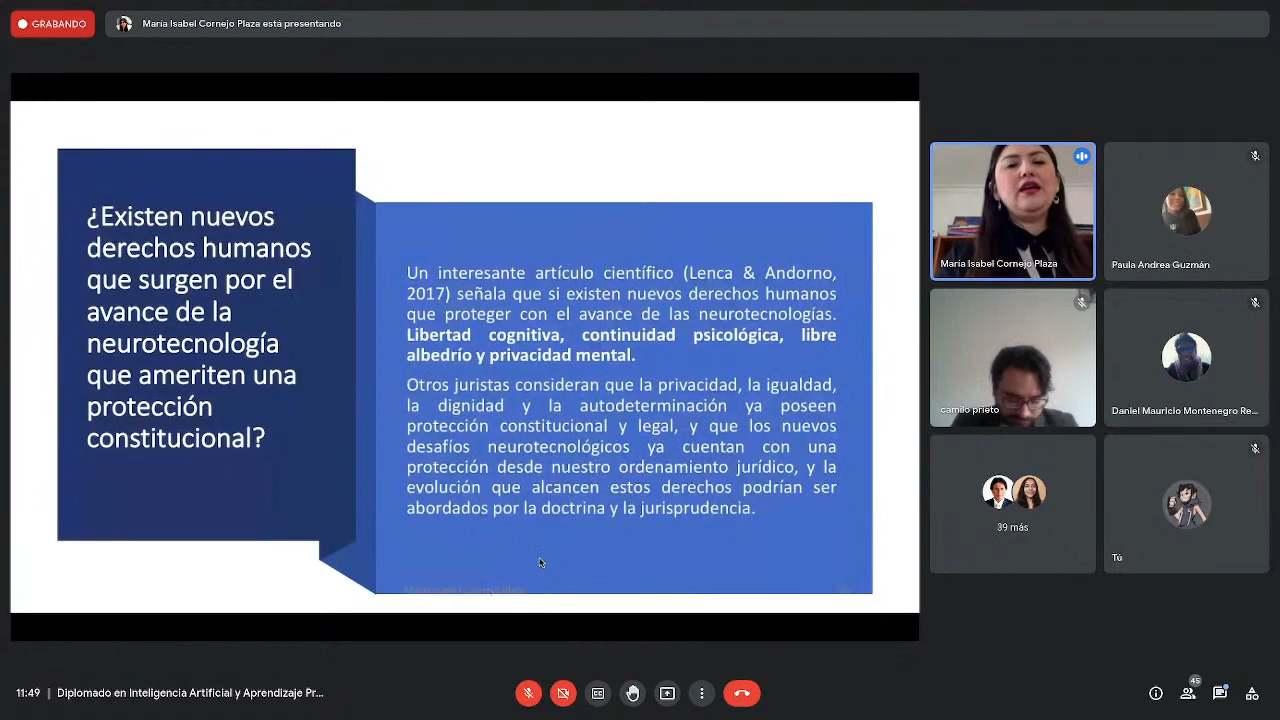 GRABANDO
María Isabel Cornejo Plaza está presentando
¿Existen nuevos
derechos humanos
que surgen por el
avance de la
neurotecnología
que ameriten una
protección
constitucional?
Un interesante artículo científico (Lenca & Andorno,
2017) señala que si existen nuevos derechos humanos
que proteger con el avance de las neurotecnologías.
Libertad cognitiva, continuidad psicológica, libre
albedrío y privacidad mental.
Otros juristas consideran que la privacidad, la igualdad,
la dignidad y la autodeterminación ya poseen
protección constitucional y legal, y que los nuevos
desafíos neurotecnológicos ya cuentan con una
protección desde nuestro ordenamiento jurídico, y la
evolución que alcancen estos derechos podrían ser
abordados por la doctrina y la jurisprudencia.
María Isabel Cornejo Plaza
Paula Andrea Guzmán
camilo prieto
Daniel Mauricio Montenegro Re...
39 más
Tú
11:49 | Diplomado en Inteligencia Artificial y Aprendizaje Pr...
45